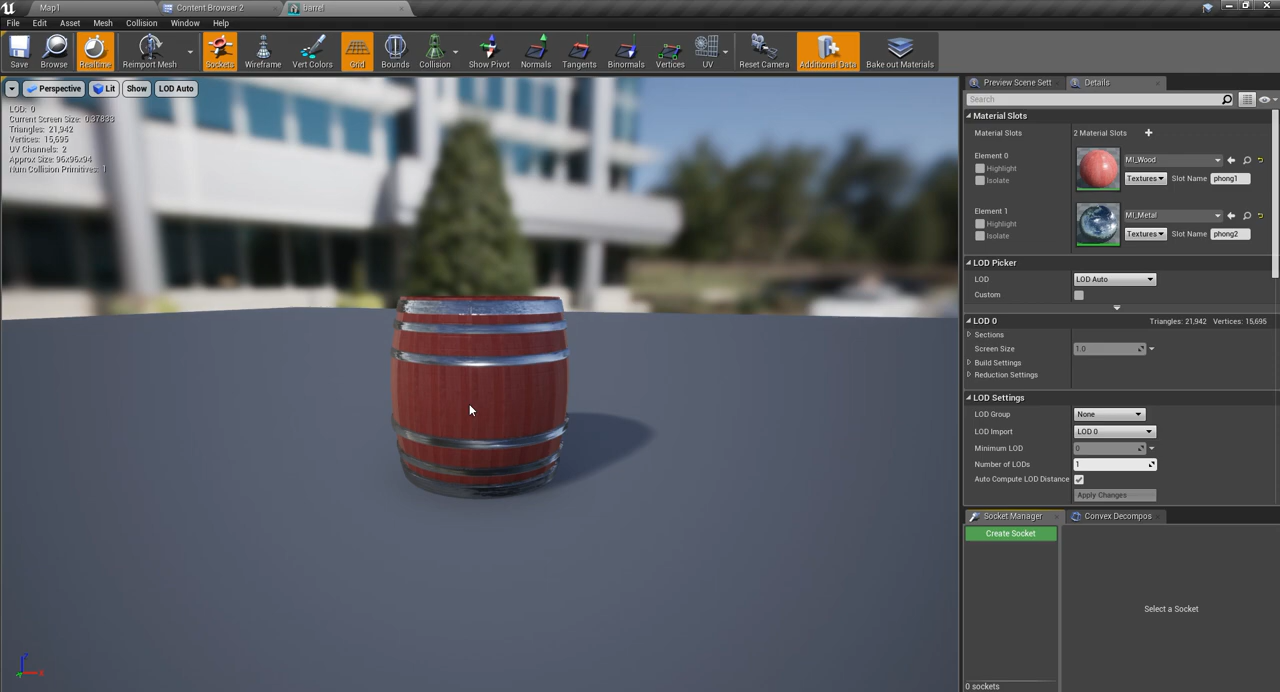 Map1
Content Browser 2
barrel
File Edit Asset Mesh Collision Window Help
Save Browse Realtime Reimport Mesh Sockets Wireframe Vert Colors Grid Bounds Collision Show Pivot Normals Tangents Binormals Vertices UV Reset Camera Additional Data Bake out Materials
Perspective Lit Show LOD Auto
LOD: 0
Current Screen Size: 0.37833
Triangles: 21,942
Vertices: 15,695
UV Channels: 2
Approx Size: 96x96x94
Num Collision Primitives: 1
Z
X
Preview Scene Sett
Details
Search
Material Slots
Material Slots 2 Material Slots
Element 0
Highlight
Isolate
MI_Wood
Textures Slot Name phong1
Element 1
Highlight
Isolate
MI_Metal
Textures Slot Name phong2
LOD Picker
LOD LOD Auto
Custom
LOD 0 Triangles: 21,942 Vertices: 15,695
Sections
Screen Size 1.0
Build Settings
Reduction Settings
LOD Settings
LOD Group None
LOD Import LOD 0
Minimum LOD 0
Number of LODs 1
Auto Compute LOD Distance
Apply Changes
Socket Manager
Convex Decompos
Create Socket
Select a Socket
0 sockets